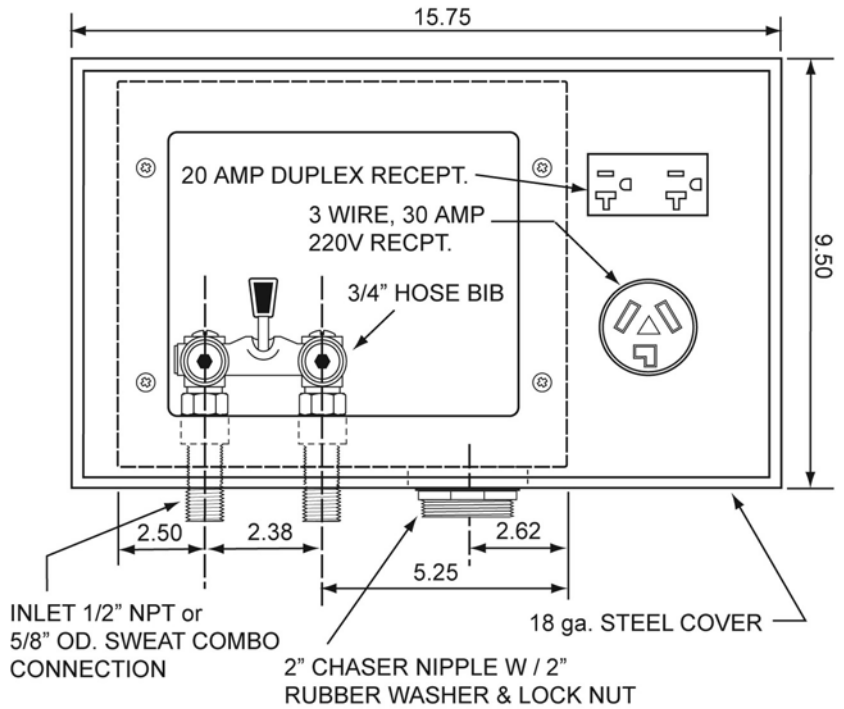 15.75
20 AMP DUPLEX RECEPT.
3 WIRE, 30 AMP
220V RECPT.
9.50
3/4” HOSE BIB
2.50
2.38
2.62
5.25
INLET 1/2” NPT or
5/8” OD. SWEAT COMBO
CONNECTION
18 ga. STEEL COVER
2” CHASER NIPPLE W / 2”
RUBBER WASHER & LOCK NUT